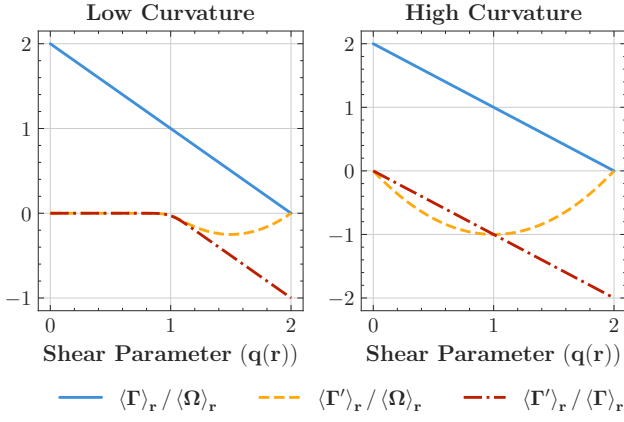 Low Curvature
High Curvature
2
1
0
−1
0
1
2
2
1
0
−1
−2
0
1
2
Shear Parameter (q(r))
Shear Parameter (q(r))
⟨Γ⟩r / ⟨Ω⟩r
⟨Γ′⟩r / ⟨Ω⟩r
⟨Γ′⟩r / ⟨Γ⟩r